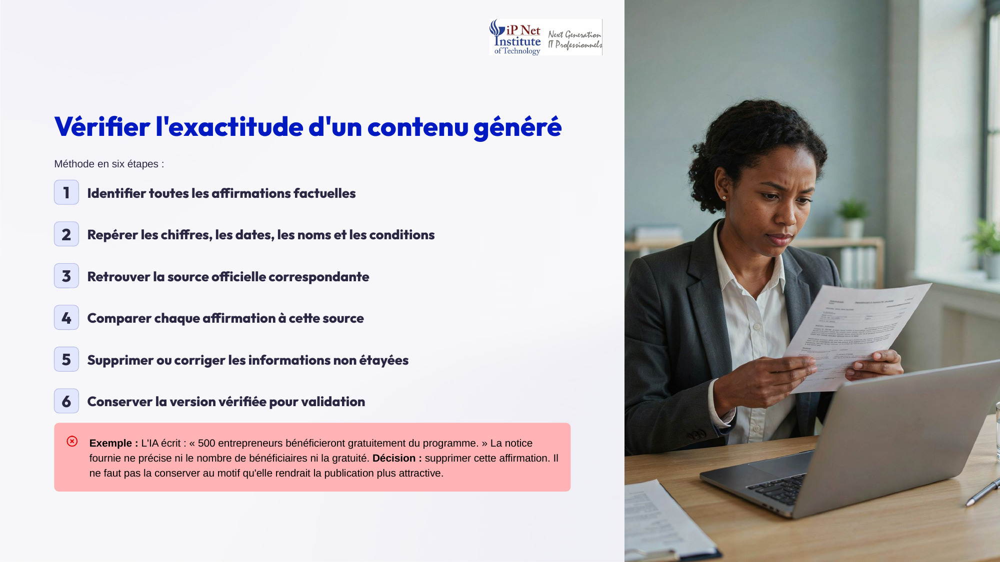 iP Net
Institute
of Technology
Next Generation
IT Professionnels
Vérifier l'exactitude d'un contenu généré
Méthode en six étapes :
1 Identifier toutes les affirmations factuelles
2 Repérer les chiffres, les dates, les noms et les conditions
3 Retrouver la source officielle correspondante
4 Comparer chaque affirmation à cette source
5 Supprimer ou corriger les informations non étayées
6 Conserver la version vérifiée pour validation
Exemple : L'IA écrit : « 500 entrepreneurs bénéficieront gratuitement du programme. » La notice
fournie ne précise ni le nombre de bénéficiaires ni la gratuité. Décision : supprimer cette affirmation. Il
ne faut pas la conserver au motif qu'elle rendrait la publication plus attractive.